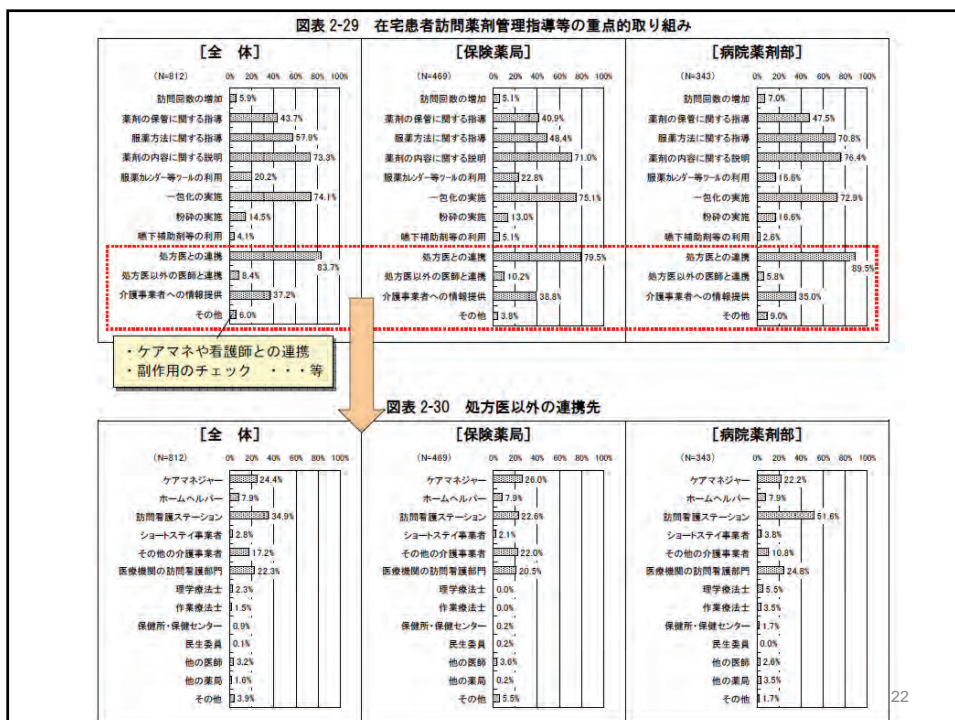 図表 2-29 在宅患者訪問薬剤管理指導等の重点的取り組み
[全 体]
(N=812) 0% 20% 40% 60% 80% 100%
訪問回数の増加 5.9%
薬剤の保管に関する指導 43.7%
服薬方法に関する指導 57.9%
薬剤の内容に関する説明 73.3%
服薬カレンダー等ツールの利用 20.2%
一包化の実施 74.1%
粉砕の実施 14.5%
嚥下補助剤等の利用 4.1%
処方医との連携 83.7%
処方医以外の医師と連携 8.4%
介護事業者への情報提供 37.2%
その他 6.0%
[保険薬局]
(N=469) 0% 20% 40% 60% 80% 100%
訪問回数の増加 5.1%
薬剤の保管に関する指導 40.9%
服薬方法に関する指導 48.4%
薬剤の内容に関する説明 71.0%
服薬カレンダー等ツールの利用 22.8%
一包化の実施 75.1%
粉砕の実施 13.0%
嚥下補助剤等の利用 5.1%
処方医との連携 79.5%
処方医以外の医師と連携 10.2%
介護事業者への情報提供 38.8%
その他 3.8%
[病院薬剤部]
(N=343) 0% 20% 40% 60% 80% 100%
訪問回数の増加 7.0%
薬剤の保管に関する指導 47.5%
服薬方法に関する指導 70.8%
薬剤の内容に関する説明 76.4%
服薬カレンダー等ツールの利用 16.6%
一包化の実施 72.9%
粉砕の実施 16.6%
嚥下補助剤等の利用 2.6%
処方医との連携 89.5%
処方医以外の医師と連携 5.8%
介護事業者への情報提供 35.0%
その他 9.0%
・ケアマネや看護師との連携
・副作用のチェック ・・・等
図表 2-30 処方医以外の連携先
[全 体]
(N=812) 0% 20% 40% 60% 80% 100%
ケアマネジャー 24.4%
ホームヘルパー 7.9%
訪問看護ステーション 34.9%
ショートステイ事業者 2.8%
その他の介護事業者 17.2%
医療機関の訪問看護部門 22.3%
理学療法士 2.3%
作業療法士 1.5%
保健所・保健センター 0.9%
民生委員 0.1%
他の医師 3.2%
他の薬局 1.6%
その他 3.9%
[保険薬局]
(N=469) 0% 20% 40% 60% 80% 100%
ケアマネジャー 26.0%
ホームヘルパー 7.9%
訪問看護ステーション 22.6%
ショートステイ事業者 2.1%
その他の介護事業者 22.0%
医療機関の訪問看護部門 20.5%
理学療法士 0.0%
作業療法士 0.0%
保健所・保健センター 0.2%
民生委員 0.2%
他の医師 3.6%
他の薬局 0.2%
その他 5.5%
[病院薬剤部]
(N=343) 0% 20% 40% 60% 80% 100%
ケアマネジャー 22.2%
ホームヘルパー 7.9%
訪問看護ステーション 51.6%
ショートステイ事業者 3.8%
その他の介護事業者 10.8%
医療機関の訪問看護部門 24.8%
理学療法士 5.5%
作業療法士 3.5%
保健所・保健センター 1.7%
民生委員 0.0%
他の医師 2.6%
他の薬局 3.5%
その他 1.7%
22